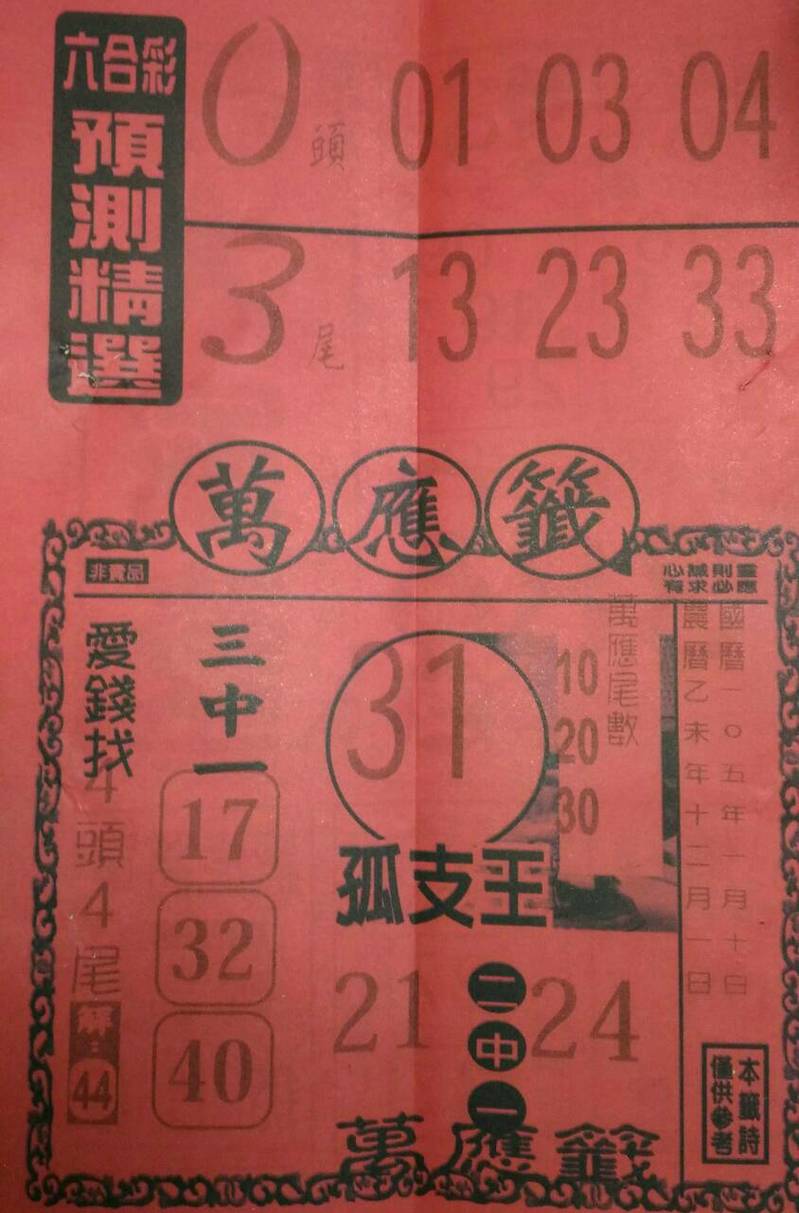 六合彩
預測精選
0頭 01 03 04
3尾 13 23 33
萬應籤
非賣品
心誠則靈
有求必應
國曆一〇五年一月十日
農曆乙未年十二月一日
萬應尾數
10
20
30
31
孤支王
三中一
17
32
40
愛錢找
4頭4尾
解:
44
21 二中一 24
本籤詩
僅供參考
萬應籤